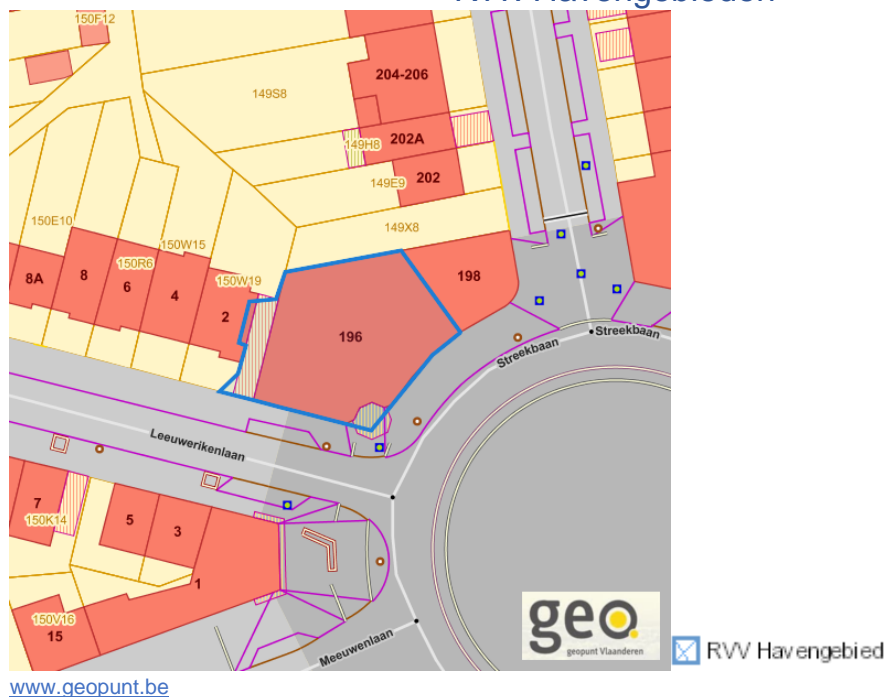 RVV Havengebieden
150F12
204-206
149S8
202A
149H8
202
149E9
150E10
149X8
150W15
8A
8
150R6
6
4
150W19
198
2
196
Streekbaan
Streekbaan
Leeuwerikenlaan
7
150K14
5
3
1
150V16
15
Meeuwenlaan
geo
geopunt Vlaanderen
RVV Havengebied
www.geopunt.be